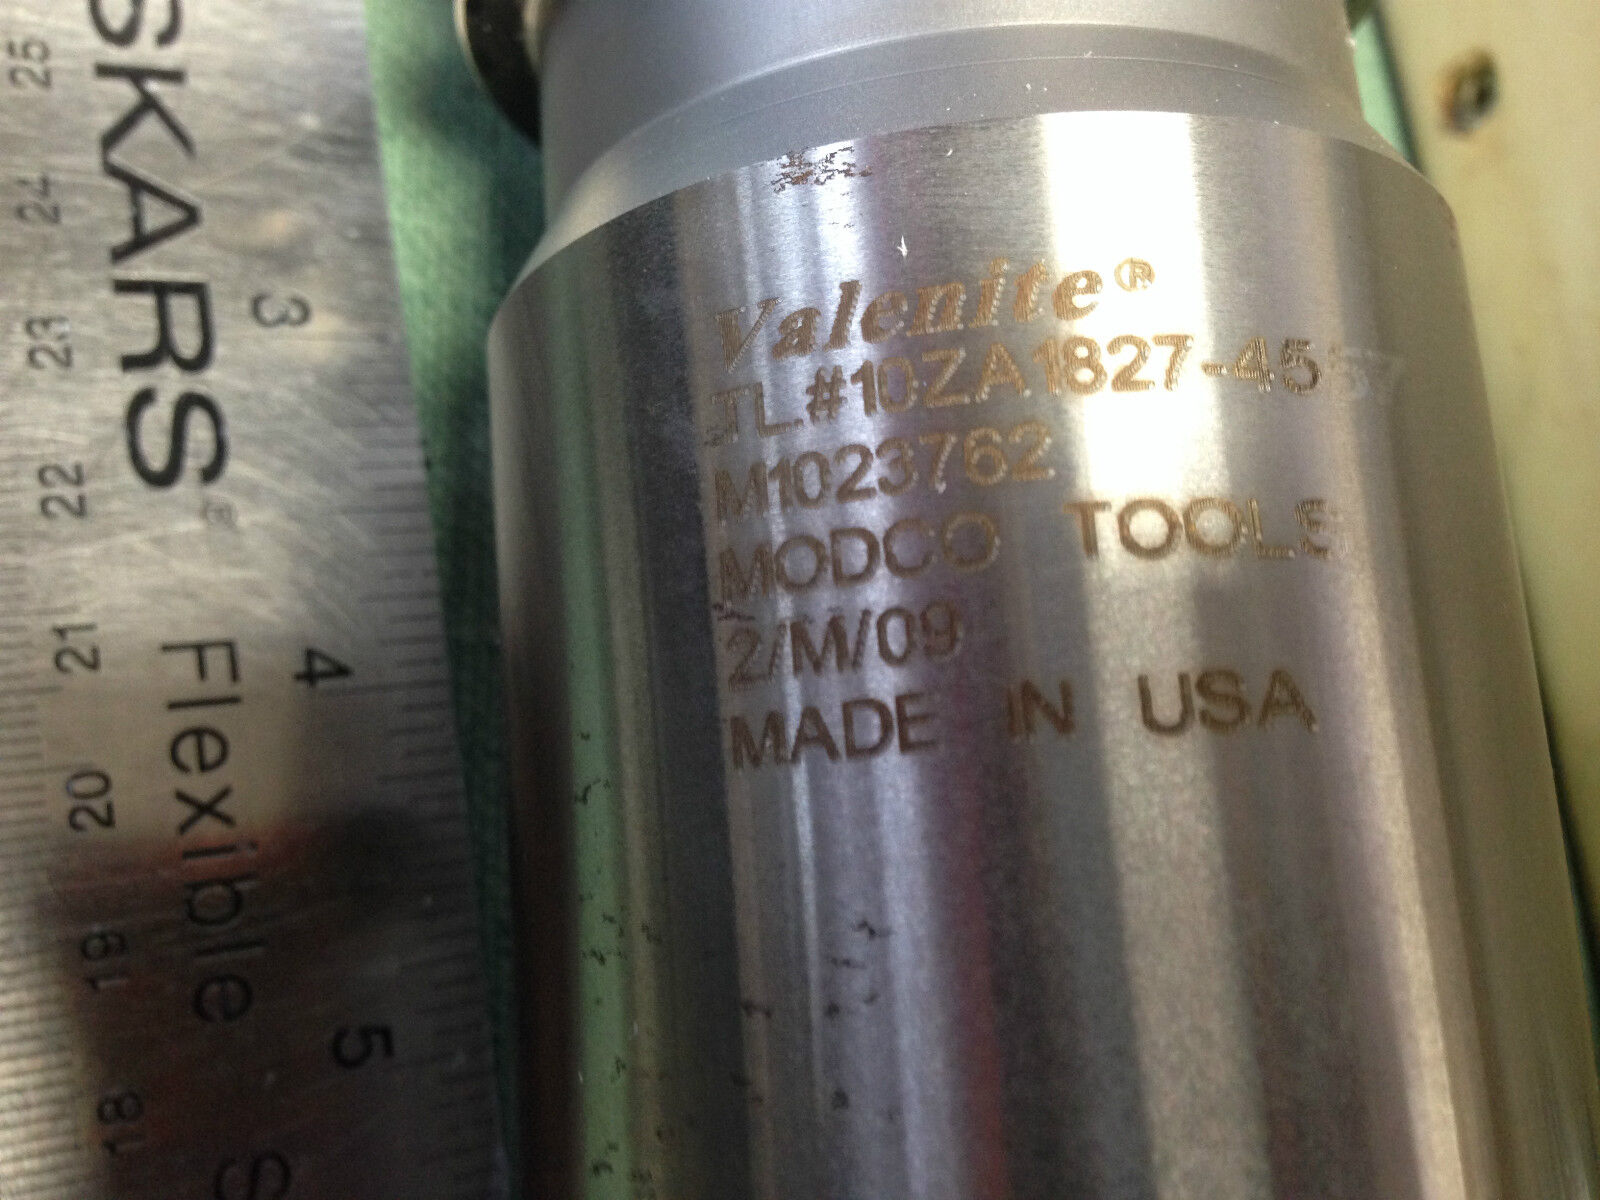 Valenite®
TL#10ZA1827-45
M1023762
MODCO TOOLS
2/M/09
MADE IN USA
SKARS®
Flexible S
3
4
5
25
24
23
22
21
20
19
18